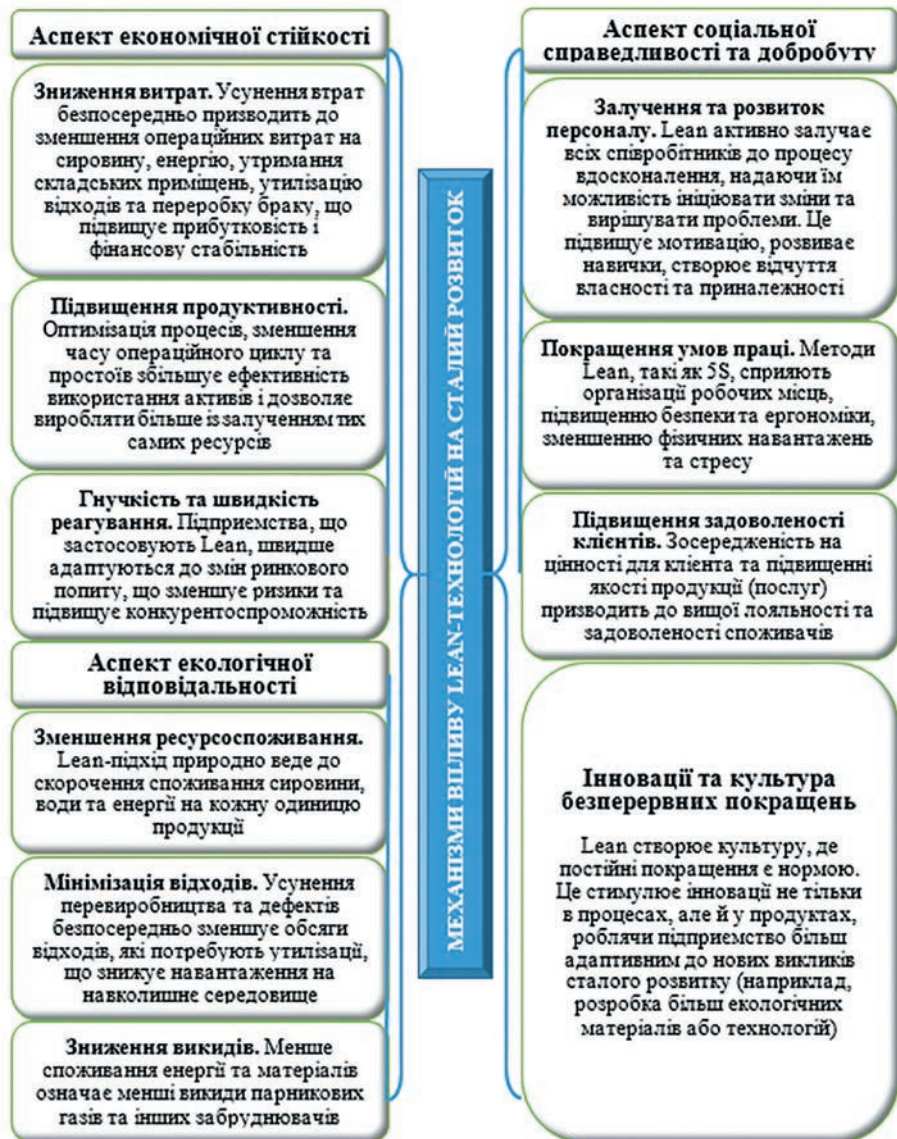 Аспект економічної стійкості
Зниження витрат. Усунення втрат
безпосередньо призводить до
зменшення операційних витрат на
сировину, енергію, утримання
складських приміщень, утилізацію
відходів та переробку браку, що
підвищує прибутковість і
фінансову стабільність
Підвищення продуктивності.
Оптимізація процесів, зменшення
часу операційного циклу та
простоїв збільшує ефективність
використання активів і дозволяє
виробляти більше із залученням тих
самих ресурсів
Гнучкість та швидкість
реагування. Підприємства, що
застосовують Lean, швидше
адаптуються до змін ринкового
попиту, що зменшує ризики та
підвищує конкурентоспроможність
Аспект екологічної
відповідальності
Зменшення ресурсоспоживання.
Lean-підхід природно веде до
скорочення споживання сировини,
води та енергії на кожну одиницю
продукції
Мінімізація відходів. Усунення
перевиробництва та дефектів
безпосередньо зменшує обсяги
відходів, які потребують утилізації,
що знижує навантаження на
навколишнє середовище
Зниження викидів. Менше
споживання енергії та матеріалів
означає менші викиди парникових
газів та інших забруднювачів
МЕХАНІЗМИ ВПЛИВУ LEAN-ТЕХНОЛОГІЙ НА СТАЛИЙ РОЗВИТОК
Аспект соціальної
справедливості та добробуту
Залучення та розвиток
персоналу. Lean активно залучає
всіх співробітників до процесу
вдосконалення, надаючи їм
можливість ініціювати зміни та
вирішувати проблеми. Це
підвищує мотивацію, розвиває
навички, створює відчуття
власності та приналежності
Покращення умов праці. Методи
Lean, такі як 5S, сприяють
організації робочих місць,
підвищенню безпеки та ергономіки,
зменшенню фізичних навантажень
та стресу
Підвищення задоволеності
клієнтів. Зосередженість на
цінності для клієнта та підвищенні
якості продукції (послуг)
призводить до вищої лояльності та
задоволеності споживачів
Інновації та культура
безперервних покращень
Lean створює культуру, де
постійні покращення є нормою.
Це стимулює інновації не тільки
в процесах, але й у продуктах,
роблячи підприємство більш
адаптивним до нових викликів
сталого розвитку (наприклад,
розробка більш екологічних
матеріалів або технологій)